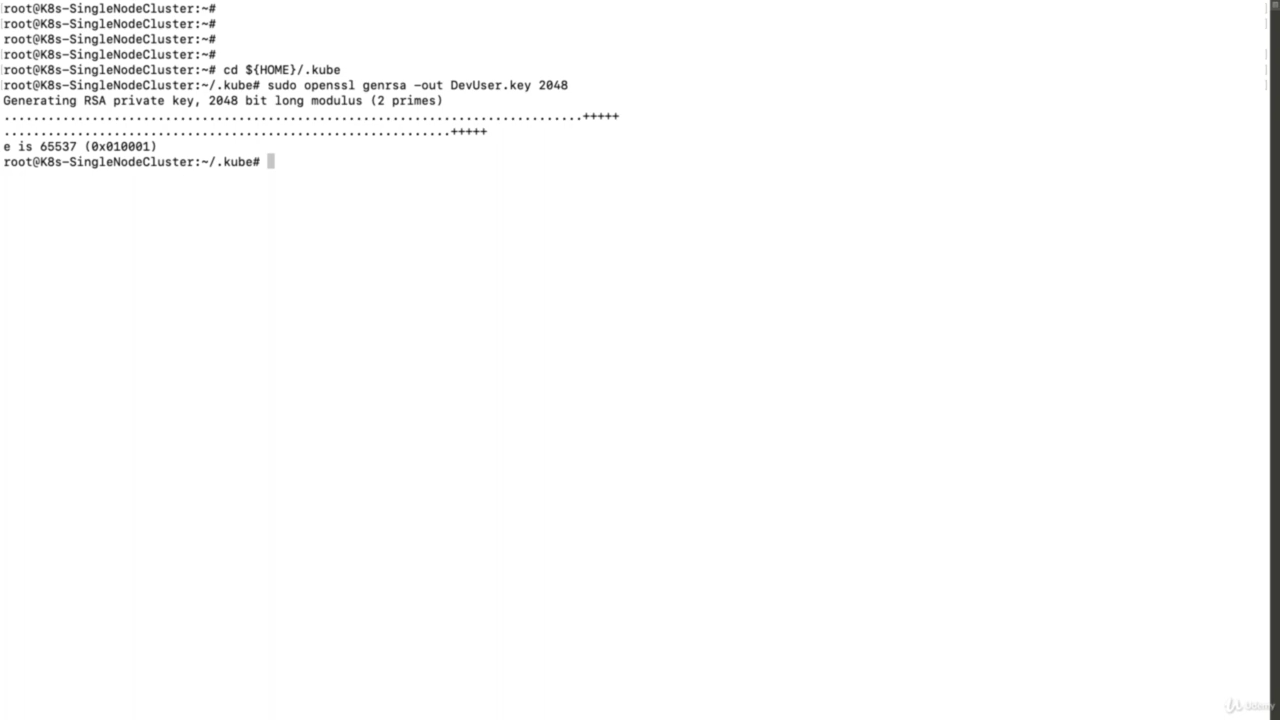 root@K8s-SingleNodeCluster:~#
root@K8s-SingleNodeCluster:~#
root@K8s-SingleNodeCluster:~#
root@K8s-SingleNodeCluster:~#
root@K8s-SingleNodeCluster:~# cd ${HOME}/.kube
root@K8s-SingleNodeCluster:~/.kube# sudo openssl genrsa -out DevUser.key 2048
Generating RSA private key, 2048 bit long modulus (2 primes)
...............................................................................+++++
.............................................................+++++
e is 65537 (0x010001)
root@K8s-SingleNodeCluster:~/.kube#
Udemy